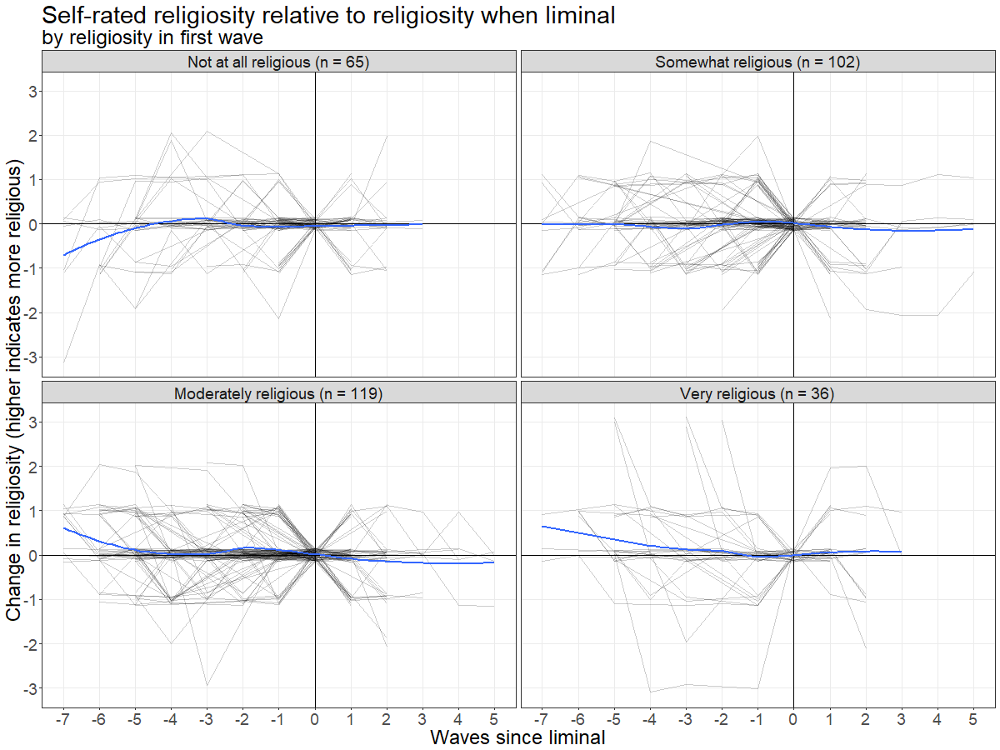 Self-rated religiosity relative to religiosity when liminal
by religiosity in first wave
Not at all religious (n = 65)
Somewhat religious (n = 102)
3
2
1
0
-1
-2
-3
Moderately religious (n = 119)
Very religious (n = 36)
3
2
1
0
-1
-2
-3
Change in religiosity (higher indicates more religious)
-7 -6 -5 -4 -3 -2 -1 0 1 2 3 4 5
-7 -6 -5 -4 -3 -2 -1 0 1 2 3 4 5
Waves since liminal